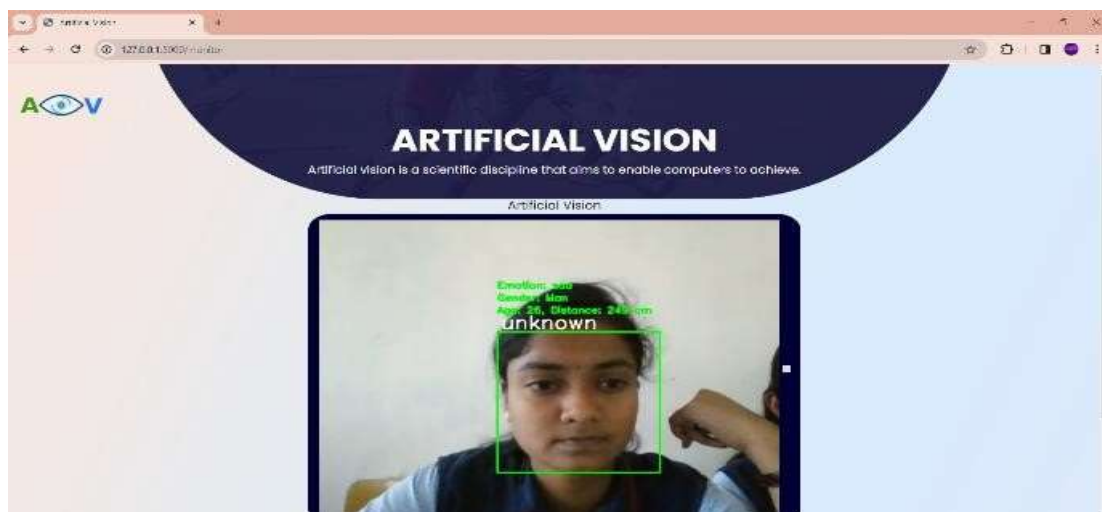 Artificial Vision
A V
ARTIFICIAL VISION
Artificial vision is a scientific discipline that aims to enable computers to achieve.
Artificial Vision
Emotion: sad
Gender: Man
Age: 26, Distance: cm
unknown